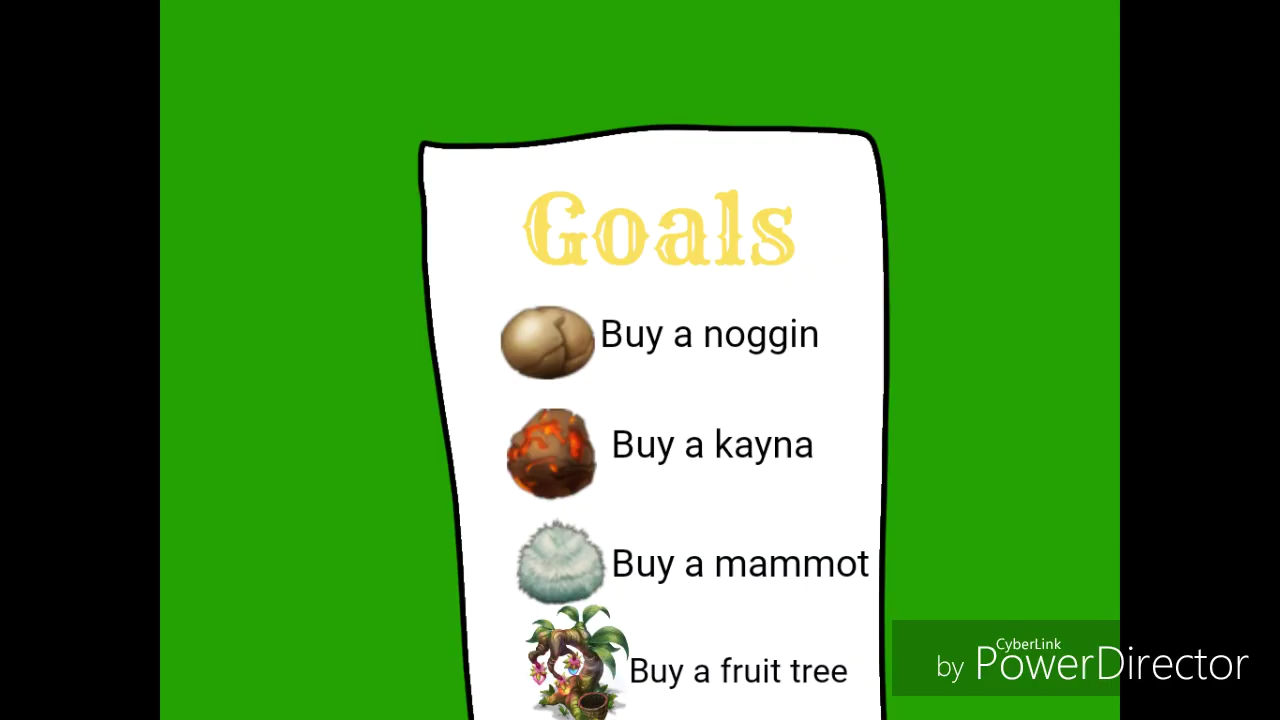 Goals
Buy a noggin
Buy a kayna
Buy a mammot
Buy a fruit tree
CyberLink
by PowerDirector